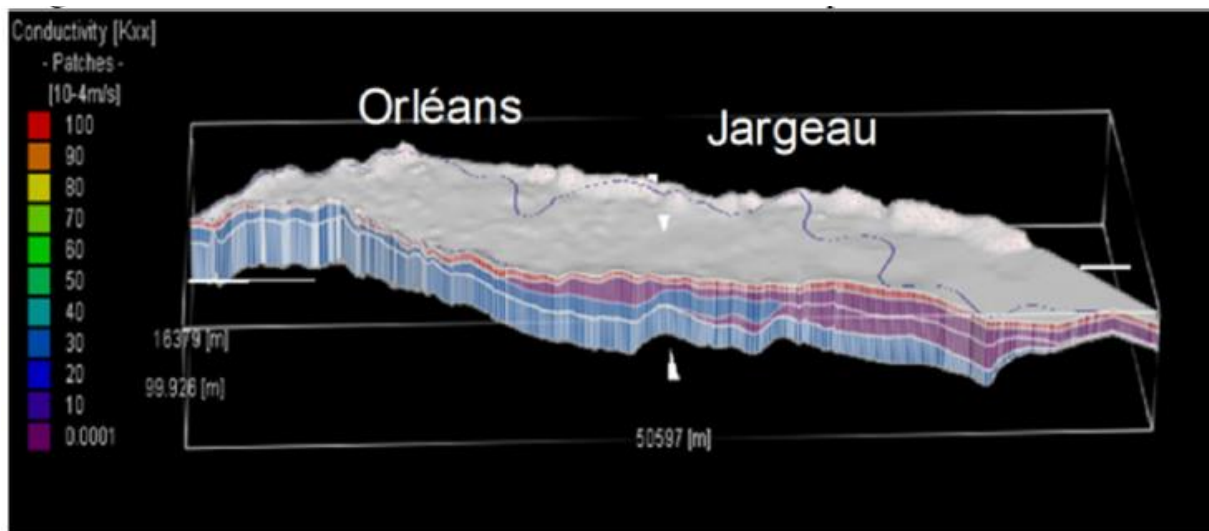 Conductivity [Kxx]
- Patches -
[10-4m/s]
100
90
80
70
60
50
40
30
20
10
0.0001
Orléans
Jargeau
16379 [m]
99.926 [m]
50597 [m]